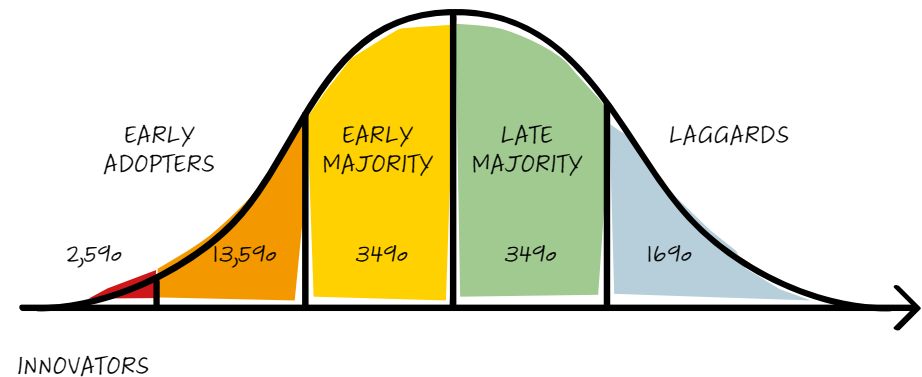 EARLY
ADOPTERS
EARLY
MAJORITY
LATE
MAJORITY
LAGGARDS
2,5%
13,5%
34%
34%
16%
INNOVATORS